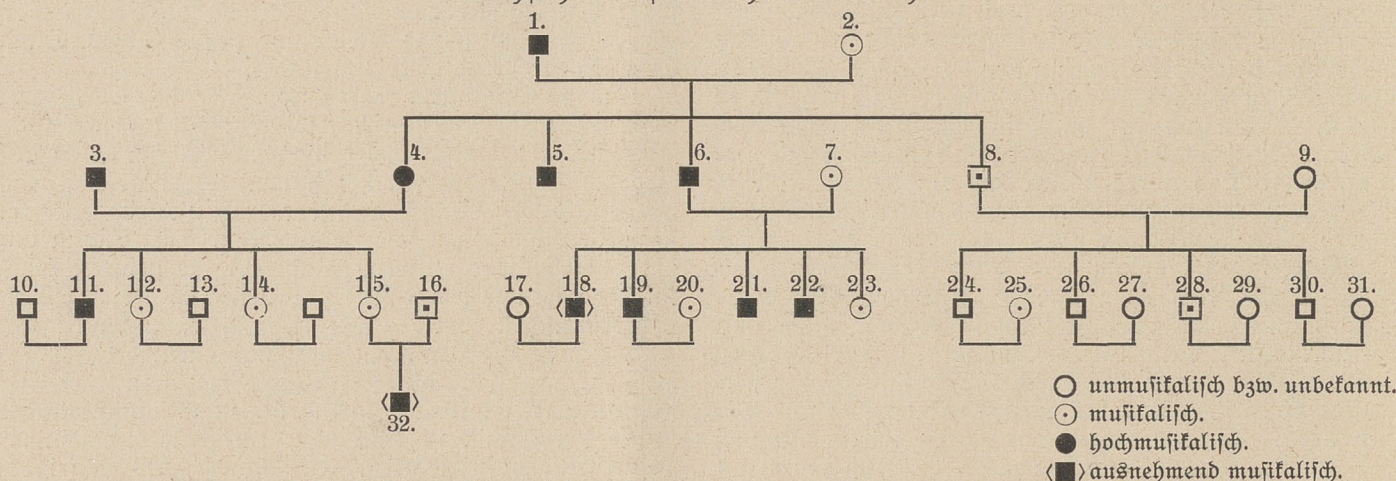 1. 2.
3. 4. 5. 6. 7. 8. 9.
10. 11. 12. 13. 14. 15. 16. 17. 18. 19. 20. 21. 22. 23. 24. 25. 26. 27. 28. 29. 30. 31.
32.
unmusikalisch bzw. unbekannt.
musikalisch.
hochmusikalisch.
ausnehmend musikalisch.